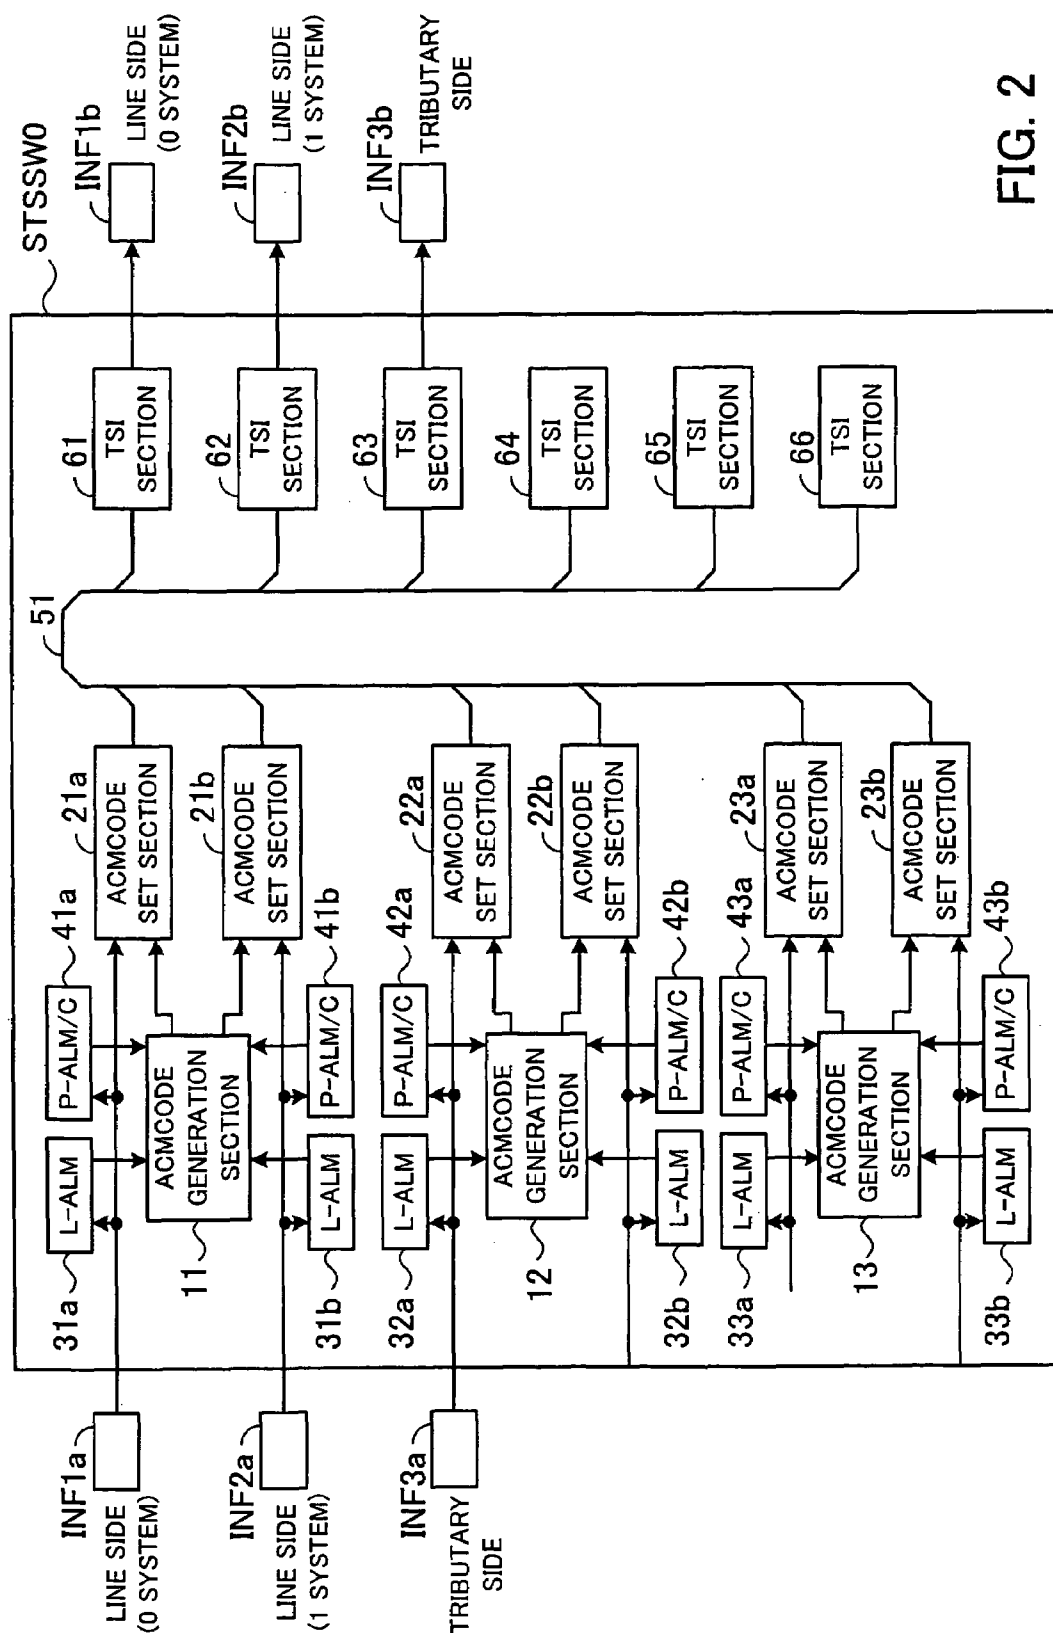 STSSW0
INF1a
LINE SIDE
(0 SYSTEM)
INF2a
LINE SIDE
(1 SYSTEM)
INF3a
TRIBUTARY
SIDE
31a
L-ALM
41a
P-ALM/C
11
ACMCODE
GENERATION
SECTION
31b
L-ALM
41b
P-ALM/C
21a
ACMCODE
SET SECTION
21b
ACMCODE
SET SECTION
32a
L-ALM
42a
P-ALM/C
12
ACMCODE
GENERATION
SECTION
32b
L-ALM
42b
P-ALM/C
22a
ACMCODE
SET SECTION
22b
ACMCODE
SET SECTION
33a
L-ALM
43a
P-ALM/C
13
ACMCODE
GENERATION
SECTION
33b
L-ALM
43b
P-ALM/C
23a
ACMCODE
SET SECTION
23b
ACMCODE
SET SECTION
51
61
TSI
SECTION
62
TSI
SECTION
63
TSI
SECTION
64
TSI
SECTION
65
TSI
SECTION
66
TSI
SECTION
INF1b
LINE SIDE
(0 SYSTEM)
INF2b
LINE SIDE
(1 SYSTEM)
INF3b
TRIBUTARY
SIDE
FIG. 2